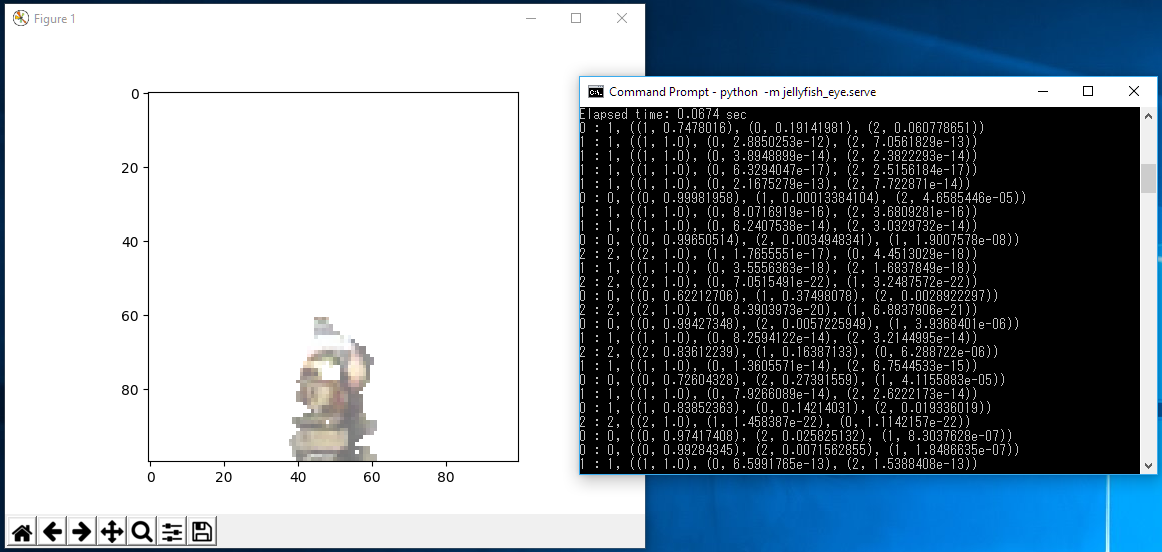 Figure 1
0
20
40
60
80
0
20
40
60
80
Command Prompt - python  -m jellyfish_eye.serve
Elapsed time: 0.0674 sec
0 : 1, ((1, 0.7478016), (0, 0.19141981), (2, 0.060778651))
1 : 1, ((1, 1.0), (0, 2.8850253e-12), (2, 7.0561829e-13))
1 : 1, ((1, 1.0), (0, 3.8948899e-14), (2, 2.3822293e-14))
1 : 1, ((1, 1.0), (0, 6.3294047e-17), (2, 2.5156184e-17))
1 : 1, ((1, 1.0), (0, 2.1675279e-13), (2, 7.722871e-14))
0 : 0, ((0, 0.99981958), (1, 0.00013384104), (2, 4.6585446e-05))
1 : 1, ((1, 1.0), (0, 8.0716919e-16), (2, 3.6809281e-16))
1 : 1, ((1, 1.0), (0, 6.2407538e-14), (2, 3.0329732e-14))
0 : 0, ((0, 0.99650514), (2, 0.0034948341), (1, 1.9007578e-08))
2 : 2, ((2, 1.0), (1, 1.7655551e-17), (0, 4.4513029e-18))
1 : 1, ((1, 1.0), (0, 3.5556363e-18), (2, 1.6837849e-18))
2 : 2, ((2, 1.0), (0, 7.0515491e-22), (1, 3.2487572e-22))
0 : 0, ((0, 0.62212706), (1, 0.37498078), (2, 0.0028922297))
2 : 2, ((2, 1.0), (0, 8.3903973e-20), (1, 6.8837906e-21))
0 : 0, ((0, 0.99427348), (2, 0.0057225949), (1, 3.9368401e-06))
1 : 1, ((1, 1.0), (0, 8.2594122e-14), (2, 3.2144995e-14))
2 : 2, ((2, 0.83612239), (1, 0.16387133), (0, 6.288722e-06))
1 : 1, ((1, 1.0), (0, 1.3605571e-14), (2, 6.7544533e-15))
0 : 0, ((0, 0.72604328), (2, 0.27391559), (1, 4.1155883e-05))
1 : 1, ((1, 1.0), (0, 7.9266089e-14), (2, 2.6222173e-14))
0 : 1, ((1, 0.83852363), (0, 0.14214031), (2, 0.019336019))
2 : 2, ((2, 1.0), (1, 1.458387e-22), (0, 1.1142157e-22))
0 : 0, ((0, 0.97417408), (2, 0.025825132), (1, 8.3037628e-07))
0 : 0, ((0, 0.99284345), (2, 0.0071562855), (1, 1.8486635e-07))
1 : 1, ((1, 1.0), (0, 6.5991765e-13), (2, 1.5388408e-13))